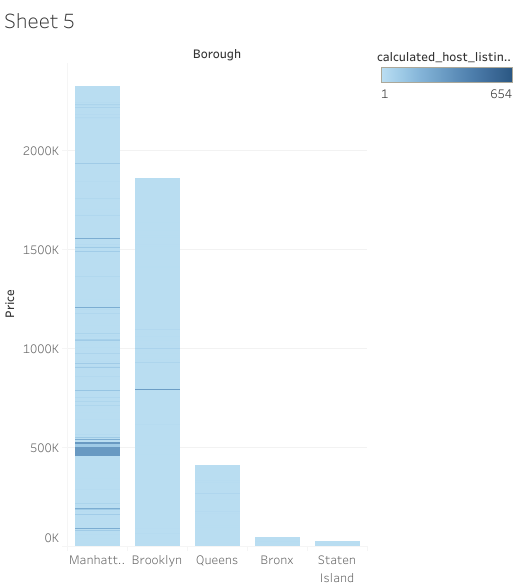 Sheet 5
Borough
calculated_host_listin..
1
654
2000K
1500K
1000K
500K
0K
Price
Manhatt..
Brooklyn
Queens
Bronx
Staten
Island